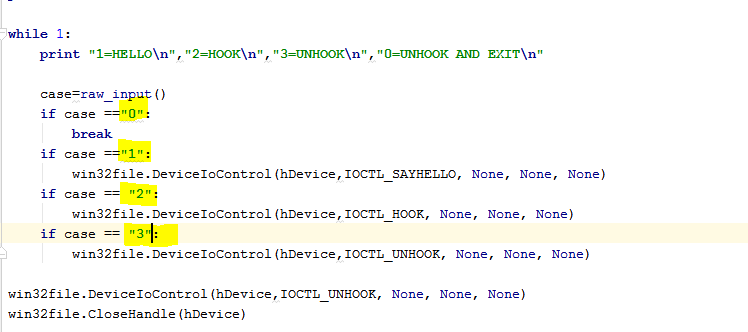 while 1:
    print "1=HELLO\n","2=HOOK\n","3=UNHOOK\n","0=UNHOOK AND EXIT\n"
    case=raw_input()
    if case =="0":
        break
    if case =="1":
        win32file.DeviceIoControl(hDevice,IOCTL_SAYHELLO, None, None, None)
    if case == "2":
        win32file.DeviceIoControl(hDevice,IOCTL_HOOK, None, None, None)
    if case == "3":
        win32file.DeviceIoControl(hDevice,IOCTL_UNHOOK, None, None, None)
win32file.DeviceIoControl(hDevice,IOCTL_UNHOOK, None, None, None)
win32file.CloseHandle(hDevice)